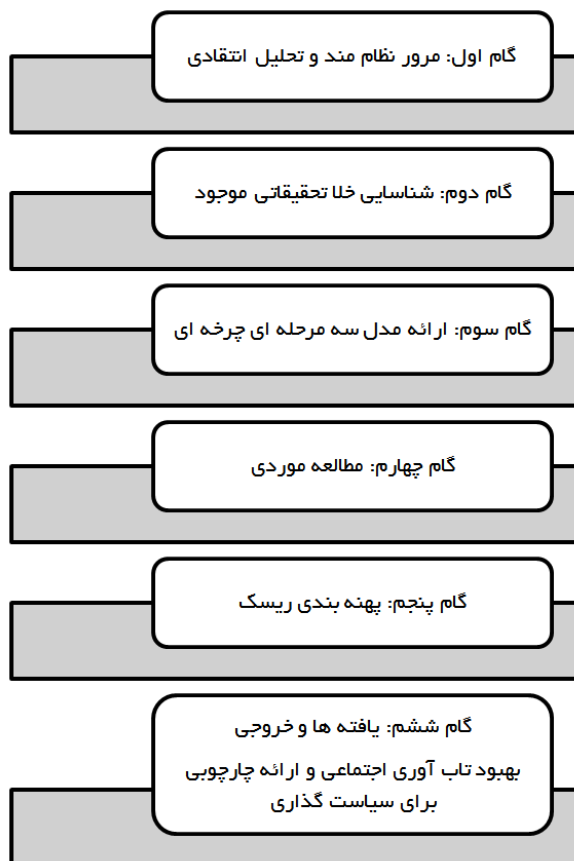 گام اول: مرور نظام مند و تحلیل انتقادی
گام دوم: شناسایی خلا تحقیقاتی موجود
گام سوم: ارائه مدل سه مرحله ای چرخه ای
گام چهارم: مطالعه موردی
گام پنجم: پهنه بندی ریسک
گام ششم: یافته ها و خروجی
بهبود تاب آوری اجتماعی و ارائه چارچوبی
برای سیاست گذاری